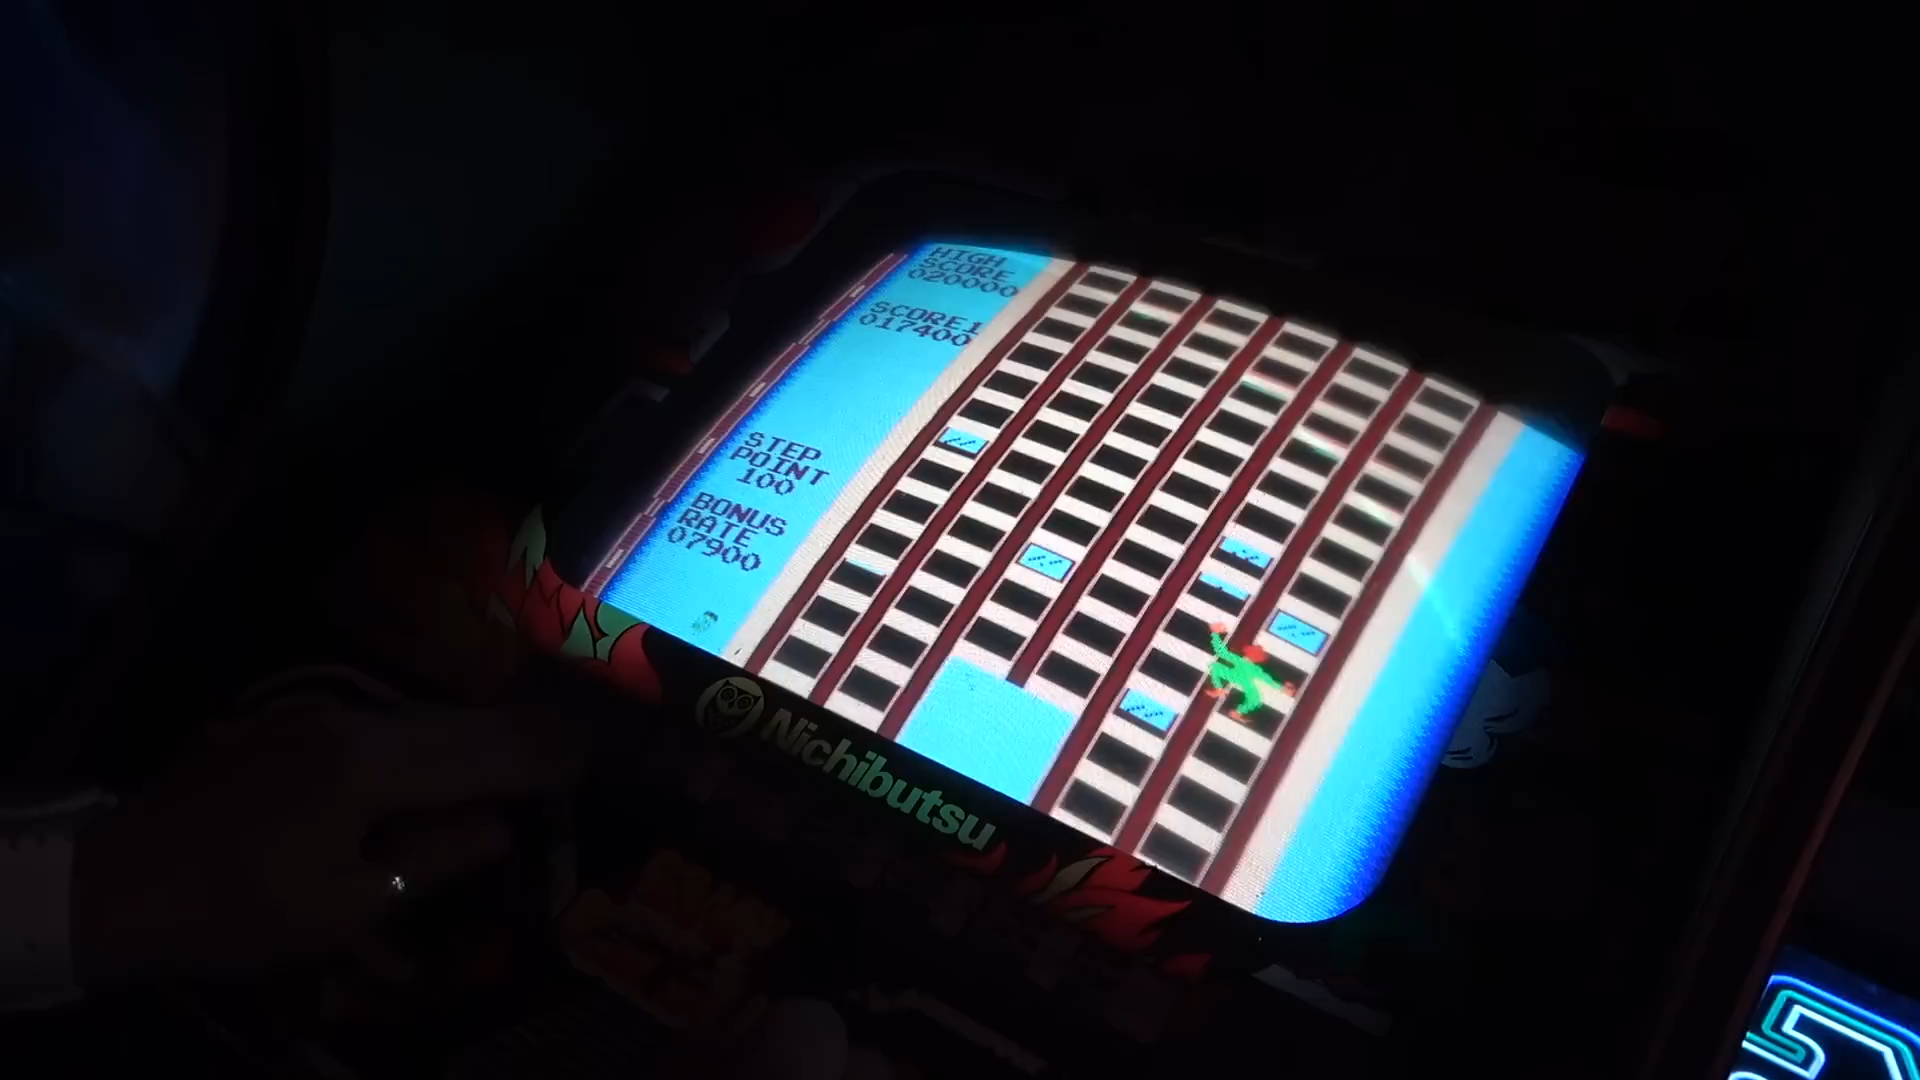 HIGH
SCORE
020000
SCORE1
017400
STEP
POINT
100
BONUS
RATE
07900
Nichibutsu